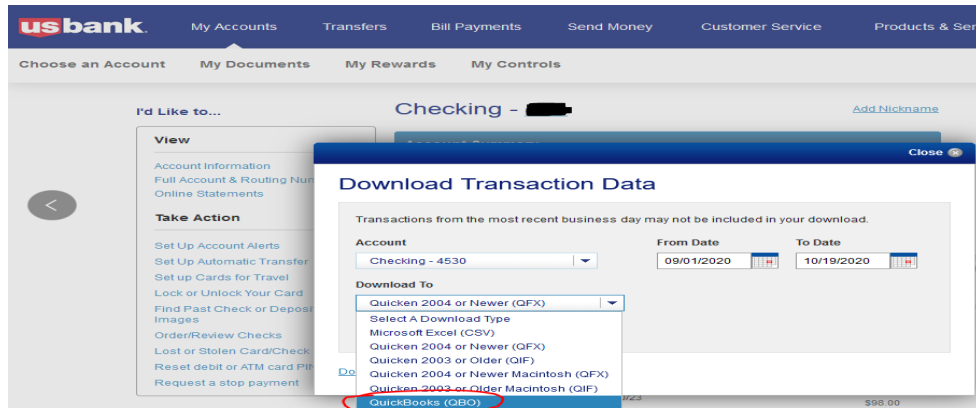 usbank. My Accounts Transfers Bill Payments Send Money Customer Service Products & Ser
Choose an Account My Documents My Rewards My Controls
I'd Like to... Checking - Add Nickname
View
Close
Account Information
Full Account & Routing Nun
Online Statements
Download Transaction Data
Take Action
Transactions from the most recent business day may not be included in your download.
Set Up Account Alerts
Set Up Automatic Transfer
Set up Cards for Travel
Lock or Unlock Your Card
Find Past Check or Deposi
Images
Order/Review Checks
Lost or Stolen Card/Check
Reset debit or ATM card PIN
Request a stop payment
Account From Date To Date
Checking - 4530 09/01/2020 10/19/2020
Download To
Quicken 2004 or Newer (QFX)
Select A Download Type
Microsoft Excel (CSV)
Quicken 2004 or Newer (QFX)
Quicken 2003 or Older (QIF)
Quicken 2004 or Newer Macintosh (QFX)
Quicken 2003 or Older Macintosh (QIF)
QuickBooks (QBO)
Do
$98.00